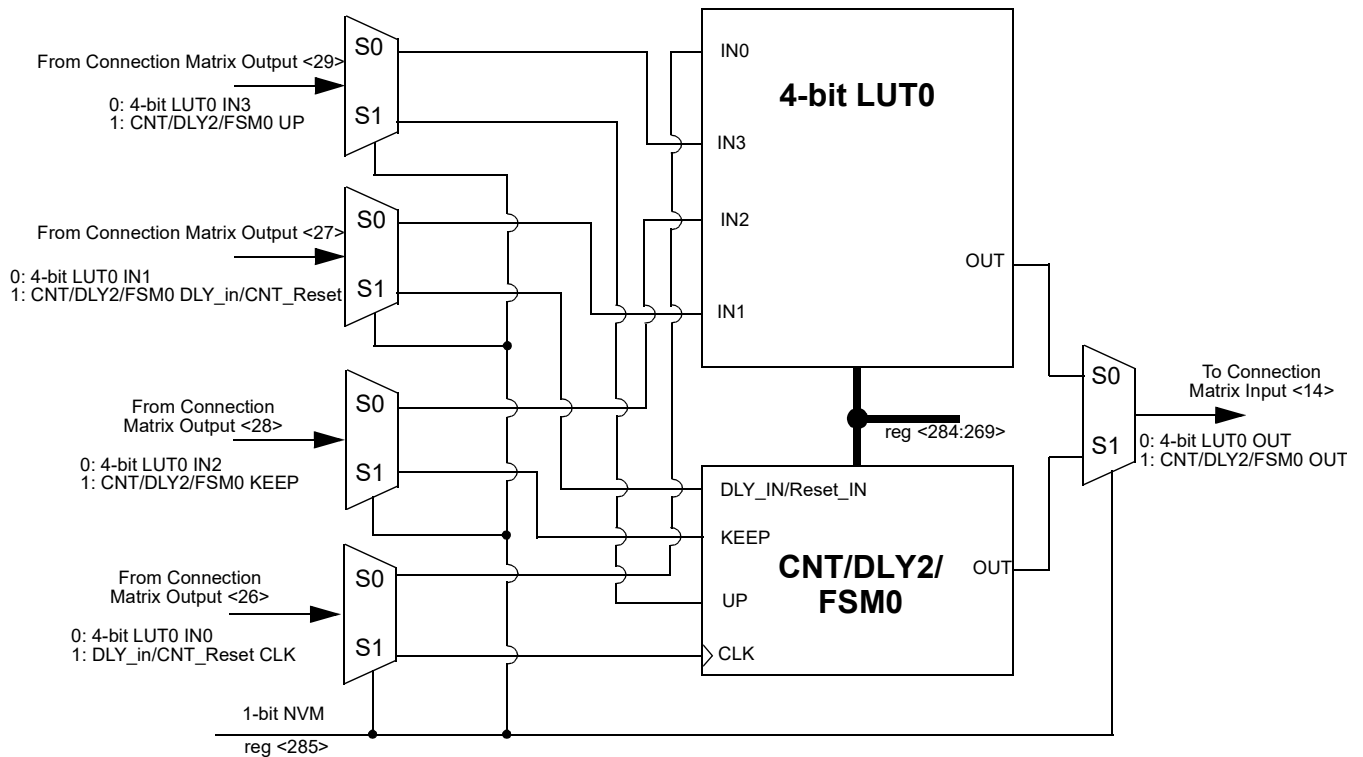 From Connection Matrix Output <29>
0: 4-bit LUT0 IN3
1: CNT/DLY2/FSM0 UP
S0
S1
From Connection Matrix Output <27>
0: 4-bit LUT0 IN1
1: CNT/DLY2/FSM0 DLY_in/CNT_Reset
S0
S1
From Connection
Matrix Output <28>
0: 4-bit LUT0 IN2
1: CNT/DLY2/FSM0 KEEP
S0
S1
From Connection
Matrix Output <26>
0: 4-bit LUT0 IN0
1: DLY_in/CNT_Reset CLK
S0
S1
1-bit NVM
reg <285>
4-bit LUT0
IN0
IN3
IN2
IN1
OUT
reg <284:269>
DLY_IN/Reset_IN
KEEP
UP
CLK
CNT/DLY2/
FSM0
OUT
S0
S1
To Connection
Matrix Input <14>
0: 4-bit LUT0 OUT
1: CNT/DLY2/FSM0 OUT